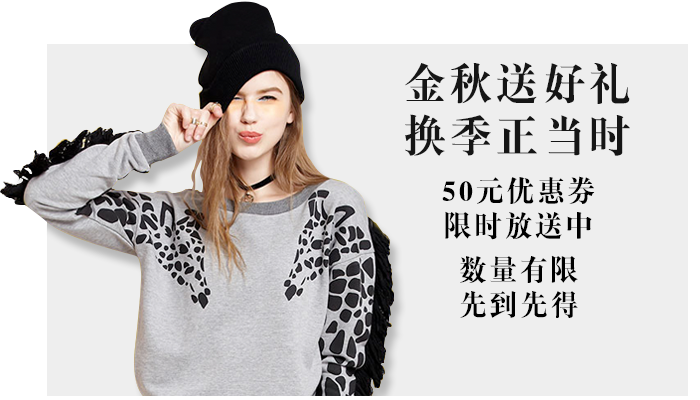 金秋送好礼
换季正当时
50元优惠券
限时放送中
数量有限
先到先得